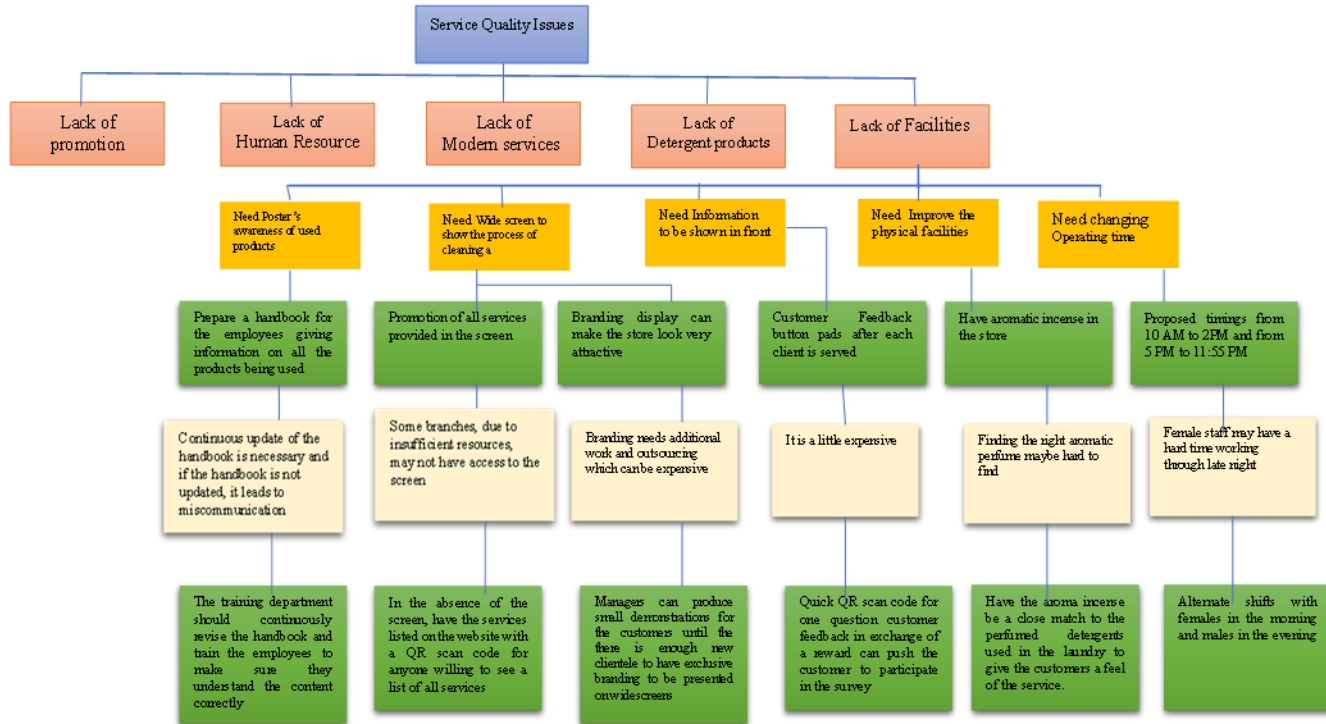 Service Quality Issues
Lack of
promotion
Lack of
Human Resource
Lack of
Modern services
Lack of
Detergent products
Lack of Facilities
Need Poster's
awareness of used
products
Need Wide screen to
show the process of
cleaning a
Need Information
to be shown in front
Need Improve the
physical facilities
Need changing
Operating time
Prepare a handbook for
the employees giving
information on all the
products being used
Promotion of all services
provided in the screen
Branding display can
make the store look very
attractive
Customer Feedback
button pads after each
client is served
Have aromatic incense in
the store
Proposed timings from
10 AM to 2PM and from
5 PM to 11:55 PM
Continuous update of the
handbook is necessary and
if the handbook is not
updated, it leads to
miscommunication
Some branches, due to
insufficient resources,
may not have access to the
screen
Branding needs additional
work and outsourcing
which can be expensive
It is a little expensive
Finding the right aromatic
perfume maybe hard to
find
Female staff may have a
hard time working
through late night
The training department
should continuously
revise the handbook and
train the employees to
make sure they
understand the content
correctly
In the absence of the
screen, have the services
listed on the website with
a QR scan code for
anyone willing to see a
list of all services
Managers can produce
small demonstrations for
the customers until the
there is enough new
clientele to have exclusive
branding to be presented
on widescreens
Quick QR scan code for
one question customer
feedback in exchange of
a reward can push the
customer to participate
in the survey
Have the aroma incense
be a close match to the
perfumed detergents
used in the laundry to
give the customers a feel
of the service.
Alternate shifts with
females in the morning
and males in the evening